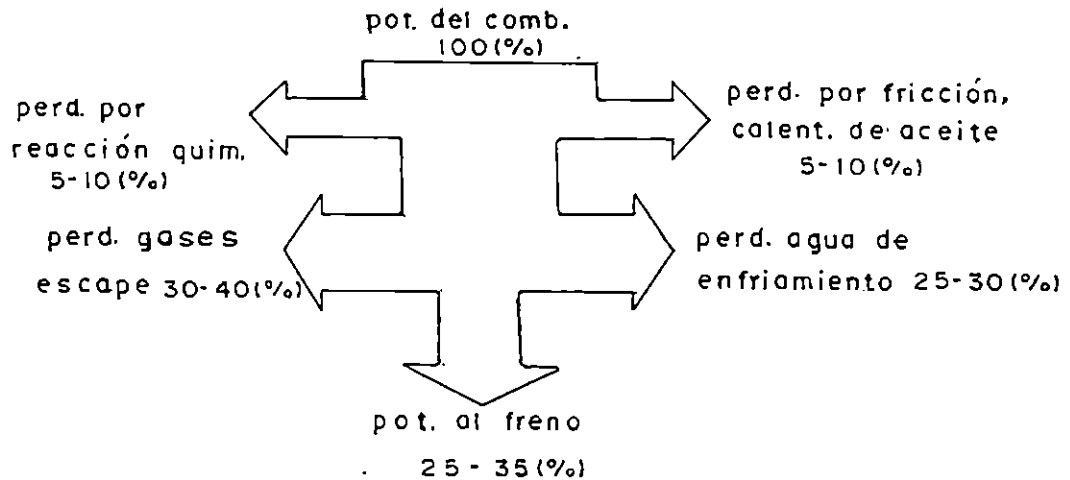 pot. del comb.
100(%)
perd. por
reacción quim.
5-10(%)
perd. por fricción,
calent. de aceite
5-10(%)
perd. gases
escape 30-40(%)
perd. agua de
enfriamiento 25-30(%)
pot. al freno
25-35(%)